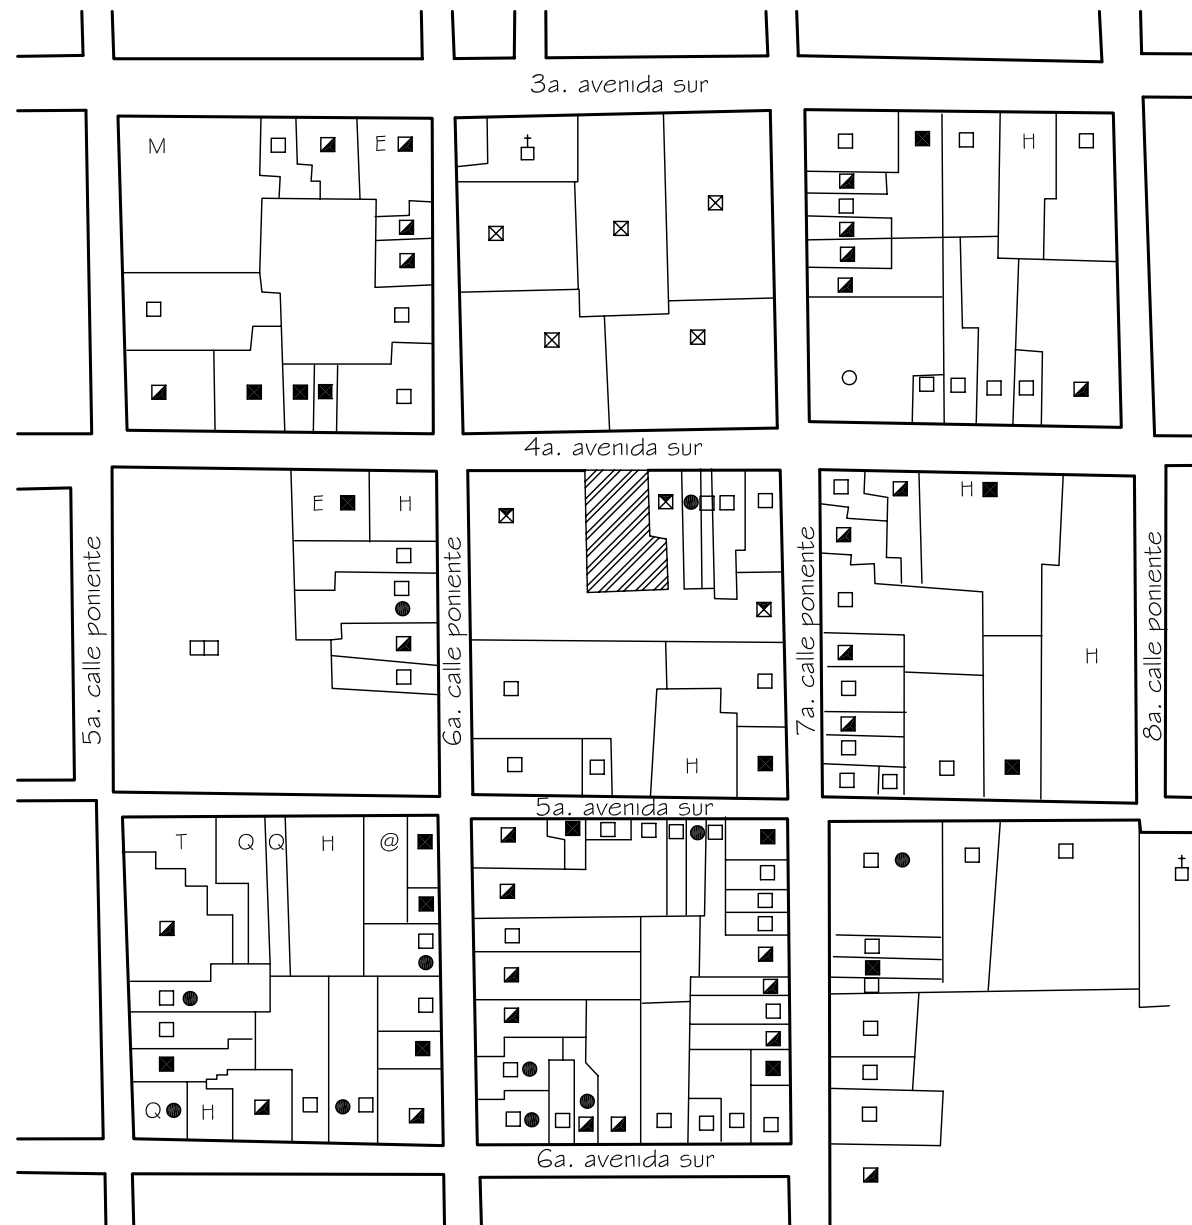 3a. avenida sur
M
E
H
4a. avenida sur
E H
H
5a. calle poniente
6a. calle poniente
7a. calle poniente
8a. calle poniente
H
H
5a. avenida sur
T Q Q H @
Q H
6a. avenida sur